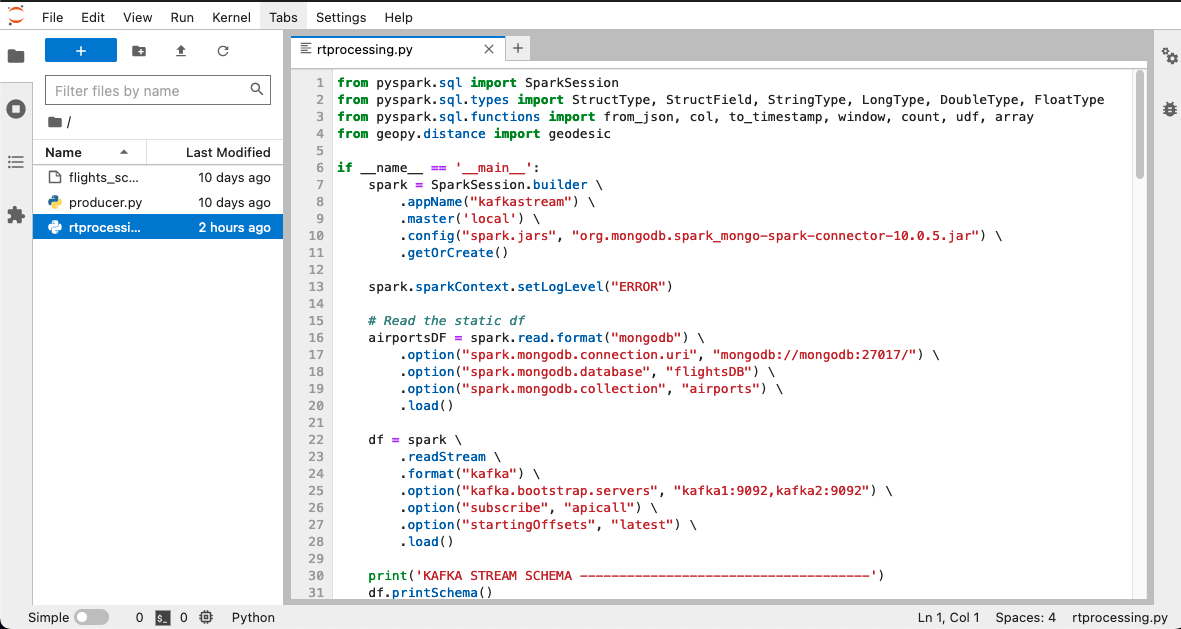 File Edit View Run Kernel Tabs Settings Help
+
Filter files by name
/
Name Last Modified
flights_sc... 10 days ago
producer.py 10 days ago
rtprocessi... 2 hours ago
rtprocessing.py × +
1 from pyspark.sql import SparkSession
2 from pyspark.sql.types import StructType, StructField, StringType, LongType, DoubleType, FloatType
3 from pyspark.sql.functions import from_json, col, to_timestamp, window, count, udf, array
4 from geopy.distance import geodesic
5
6 if __name__ == '__main__':
7     spark = SparkSession.builder \
8         .appName("kafkastream") \
9         .master('local') \
10         .config("spark.jars", "org.mongodb.spark_mongo-spark-connector-10.0.5.jar") \
11         .getOrCreate()
12
13     spark.sparkContext.setLogLevel("ERROR")
14
15     # Read the static df
16     airportsDF = spark.read.format("mongodb") \
17         .option("spark.mongodb.connection.uri", "mongodb://mongodb:27017/") \
18         .option("spark.mongodb.database", "flightsDB") \
19         .option("spark.mongodb.collection", "airports") \
20         .load()
21
22     df = spark \
23         .readStream \
24         .format("kafka") \
25         .option("kafka.bootstrap.servers", "kafka1:9092,kafka2:9092") \
26         .option("subscribe", "apicall") \
27         .option("startingOffsets", "latest") \
28         .load()
29
30     print('KAFKA STREAM SCHEMA -------------------------------------')
31     df.printSchema()
Simple 0 $_ 0 Python Ln 1, Col 1 Spaces: 4 rtprocessing.py